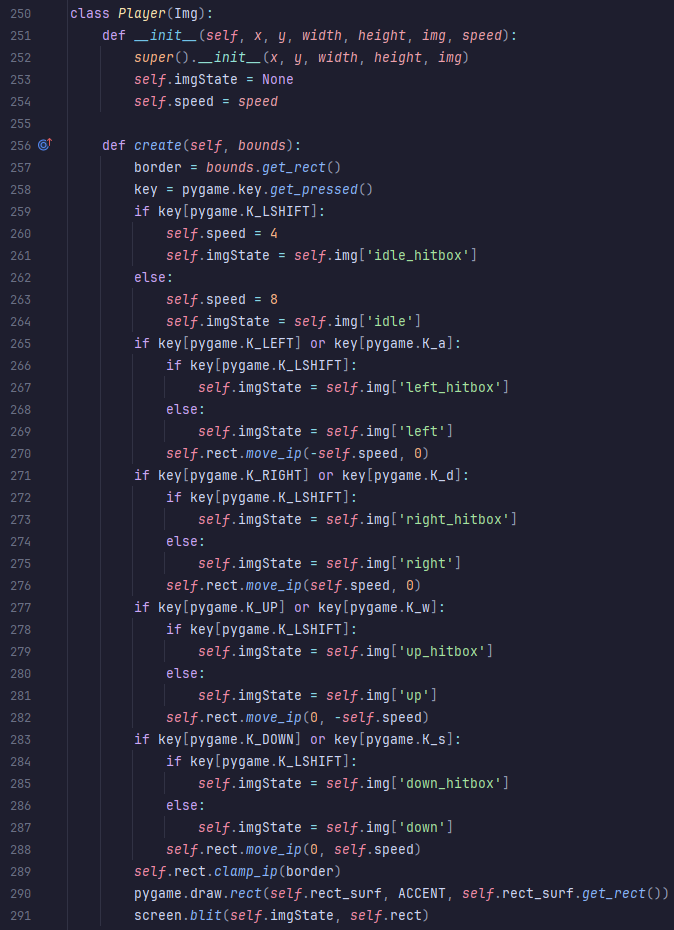 250 class Player(Img):
251     def __init__(self, x, y, width, height, img, speed):
252         super().__init__(x, y, width, height, img)
253         self.imgState = None
254         self.speed = speed
255
256     def create(self, bounds):
257         border = bounds.get_rect()
258         key = pygame.key.get_pressed()
259         if key[pygame.K_LSHIFT]:
260             self.speed = 4
261             self.imgState = self.img['idle_hitbox']
262         else:
263             self.speed = 8
264             self.imgState = self.img['idle']
265         if key[pygame.K_LEFT] or key[pygame.K_a]:
266             if key[pygame.K_LSHIFT]:
267                 self.imgState = self.img['left_hitbox']
268             else:
269                 self.imgState = self.img['left']
270             self.rect.move_ip(-self.speed, 0)
271         if key[pygame.K_RIGHT] or key[pygame.K_d]:
272             if key[pygame.K_LSHIFT]:
273                 self.imgState = self.img['right_hitbox']
274             else:
275                 self.imgState = self.img['right']
276             self.rect.move_ip(self.speed, 0)
277         if key[pygame.K_UP] or key[pygame.K_w]:
278             if key[pygame.K_LSHIFT]:
279                 self.imgState = self.img['up_hitbox']
280             else:
281                 self.imgState = self.img['up']
282             self.rect.move_ip(0, -self.speed)
283         if key[pygame.K_DOWN] or key[pygame.K_s]:
284             if key[pygame.K_LSHIFT]:
285                 self.imgState = self.img['down_hitbox']
286             else:
287                 self.imgState = self.img['down']
288             self.rect.move_ip(0, self.speed)
289         self.rect.clamp_ip(border)
290         pygame.draw.rect(self.rect_surf, ACCENT, self.rect_surf.get_rect())
291         screen.blit(self.imgState, self.rect)